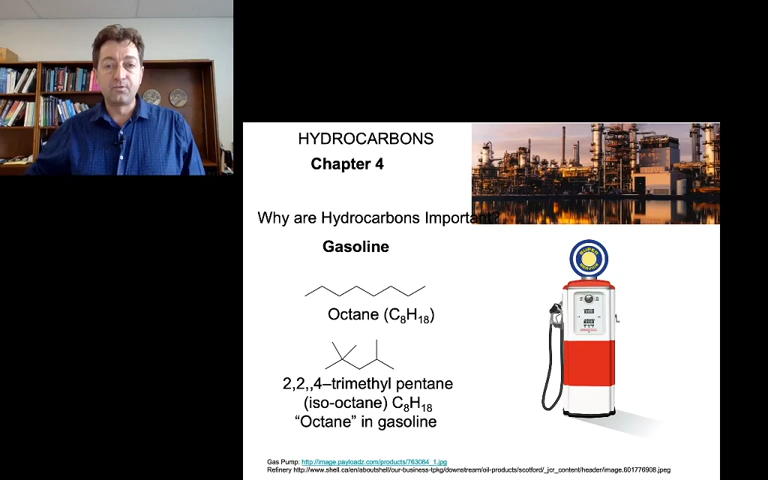 HYDROCARBONS
Chapter 4
Why are Hydrocarbons Important?
Gasoline
Octane (C₈H₁₈)
2,2,,4–trimethyl pentane
(iso-octane) C₈H₁₈
“Octane” in gasoline
Gas Pump: http://image.payloadz.com/products/763084_1.jpg
Refinery http://www.shell.ca/en/aboutshell/our-business-tpkg/downstream/oil-products/scotford/_jcr_content/header/image.601776908.jpeg